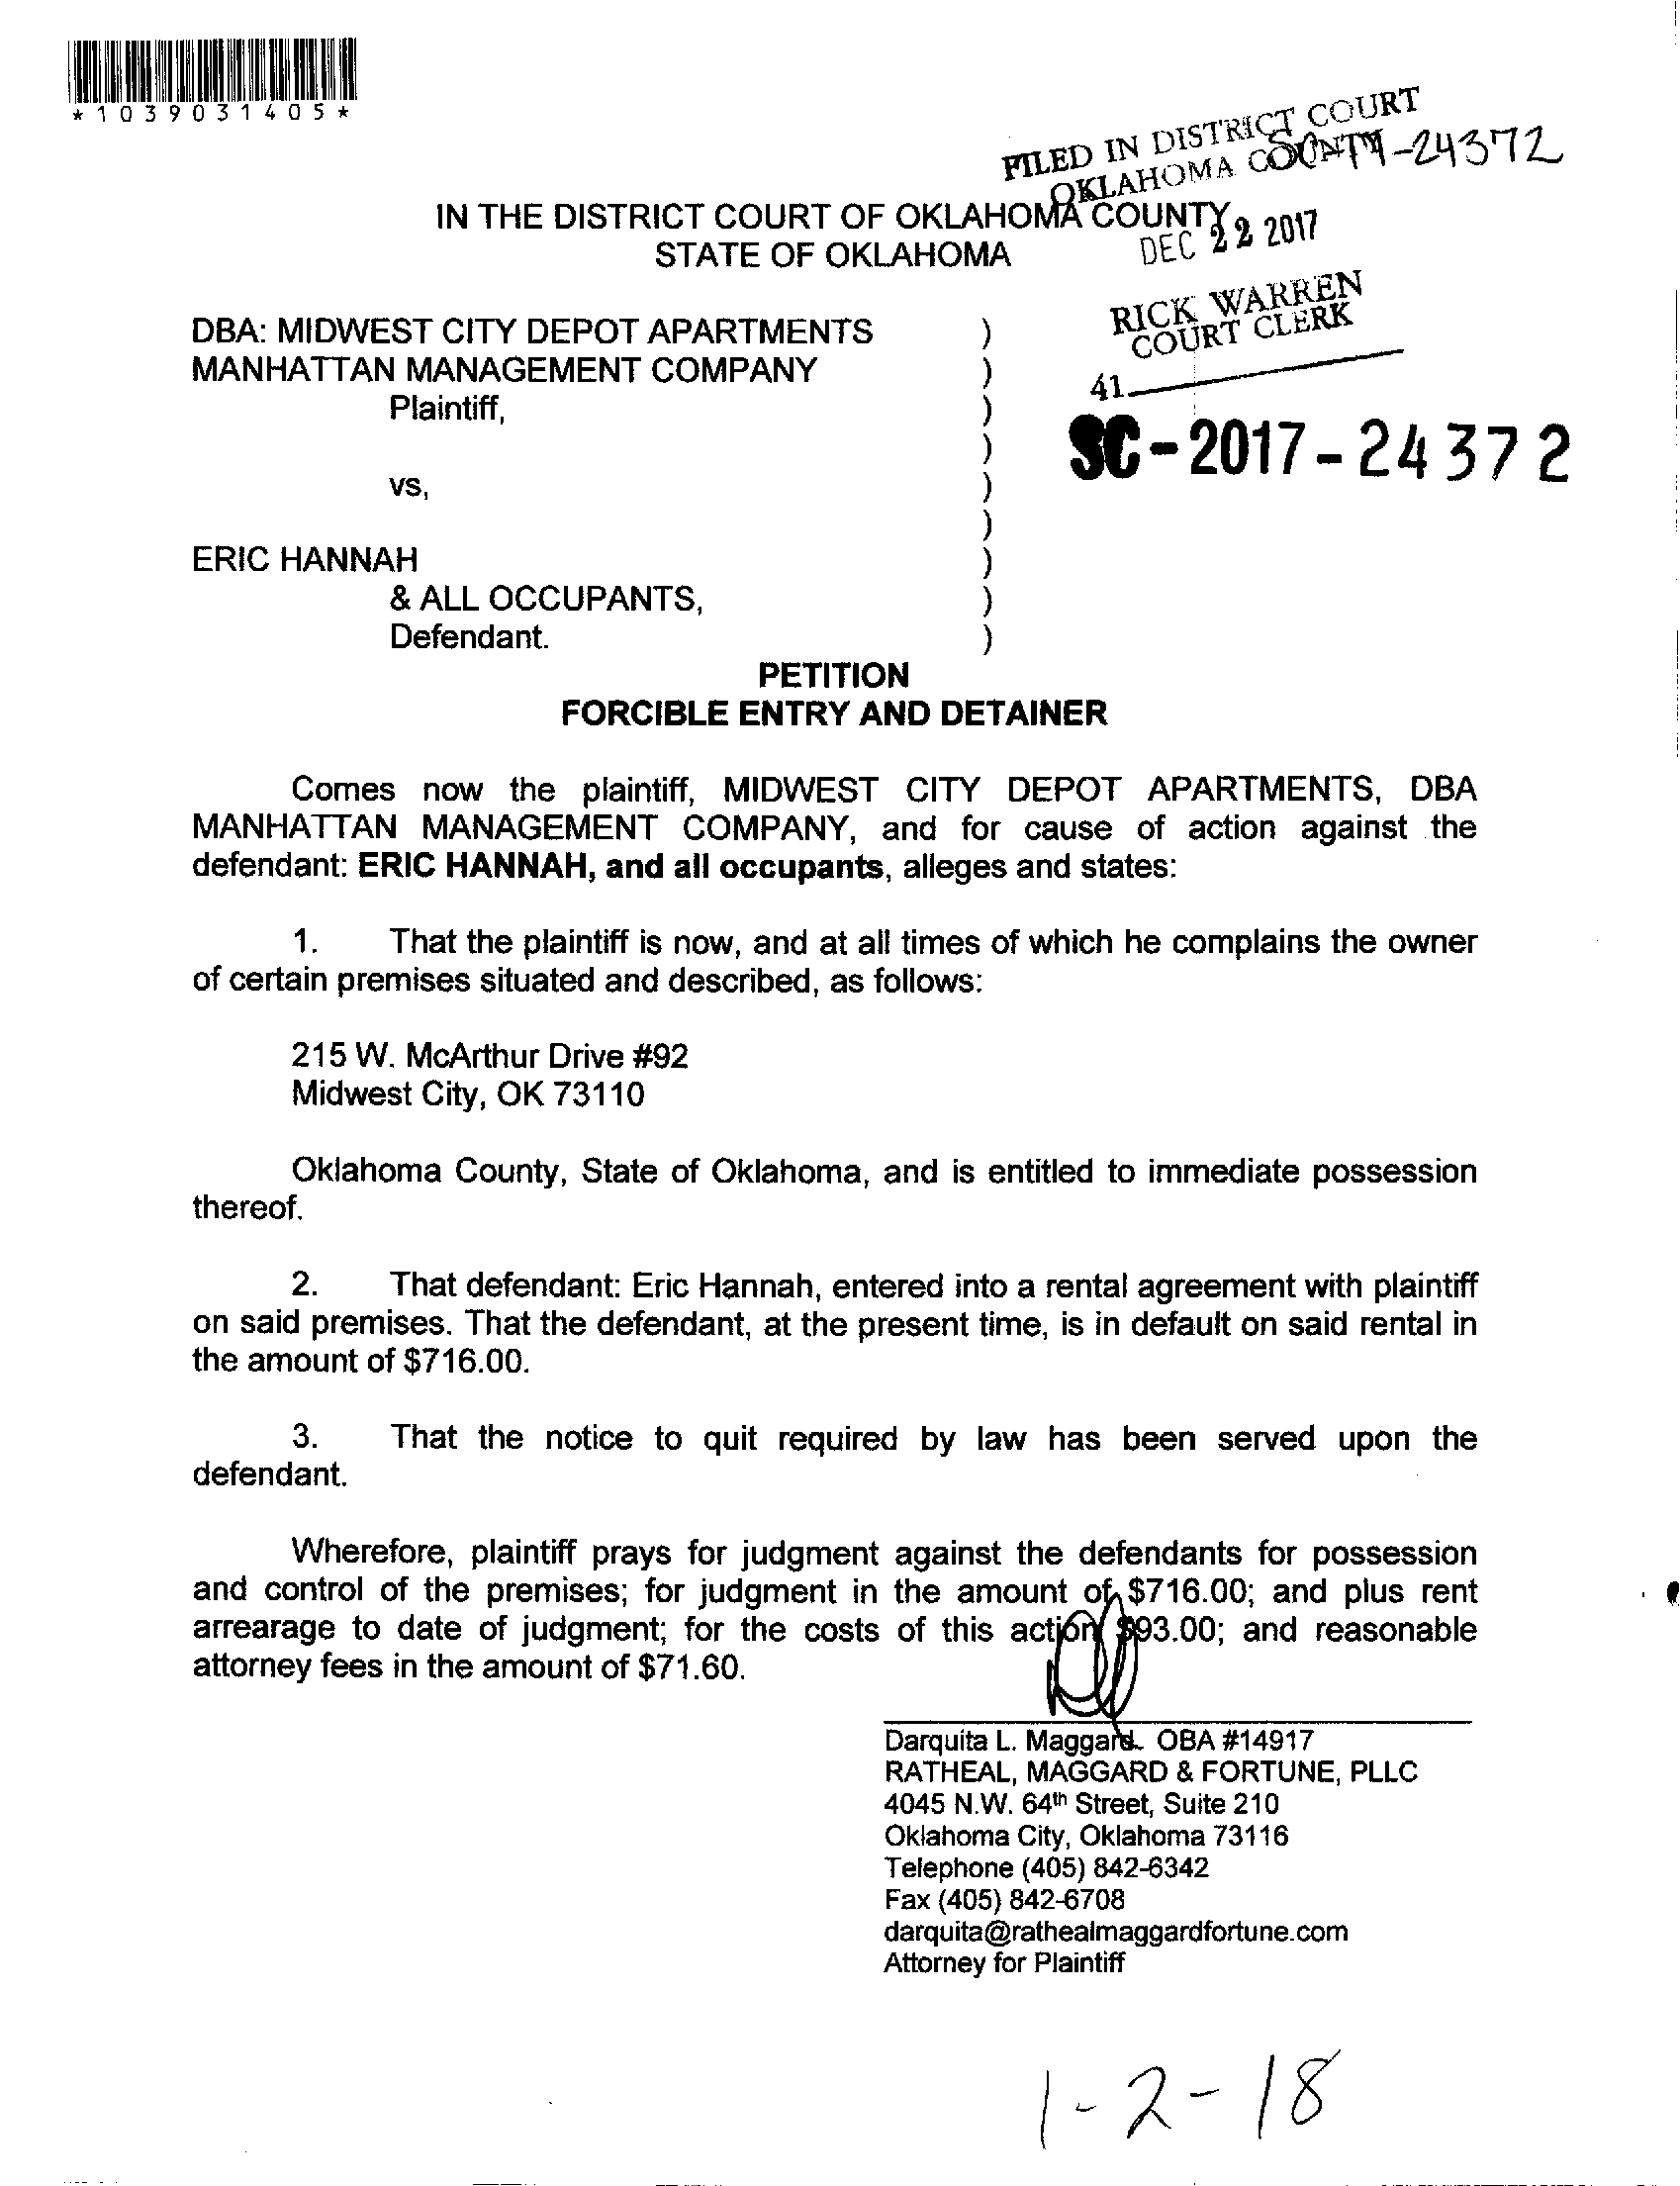 *1039031405*
FILED IN DISTRICT COURT
OKLAHOMA COUNTY
SC-17-24372
IN THE DISTRICT COURT OF OKLAHOMA COUNTY
STATE OF OKLAHOMA
DEC 22 2017
RICK WARREN
COURT CLERK
41
DBA: MIDWEST CITY DEPOT APARTMENTS )
MANHATTAN MANAGEMENT COMPANY )
Plaintiff, )
)
SC-2017-24372
vs, )
)
ERIC HANNAH )
& ALL OCCUPANTS, )
Defendant. )
PETITION
FORCIBLE ENTRY AND DETAINER
Comes now the plaintiff, MIDWEST CITY DEPOT APARTMENTS, DBA
MANHATTAN MANAGEMENT COMPANY, and for cause of action against the
defendant: ERIC HANNAH, and all occupants, alleges and states:
1. That the plaintiff is now, and at all times of which he complains the owner
of certain premises situated and described, as follows:
215 W. McArthur Drive #92
Midwest City, OK 73110
Oklahoma County, State of Oklahoma, and is entitled to immediate possession
thereof.
2. That defendant: Eric Hannah, entered into a rental agreement with plaintiff
on said premises. That the defendant, at the present time, is in default on said rental in
the amount of $716.00.
3. That the notice to quit required by law has been served upon the
defendant.
Wherefore, plaintiff prays for judgment against the defendants for possession
and control of the premises; for judgment in the amount of $716.00; and plus rent
arrearage to date of judgment; for the costs of this action $93.00; and reasonable
attorney fees in the amount of $71.60.
Darquita L. Maggard OBA #14917
RATHEAL, MAGGARD & FORTUNE, PLLC
4045 N.W. 64th Street, Suite 210
Oklahoma City, Oklahoma 73116
Telephone (405) 842-6342
Fax (405) 842-6708
darquita@rathealmaggardfortune.com
Attorney for Plaintiff
1-2-18